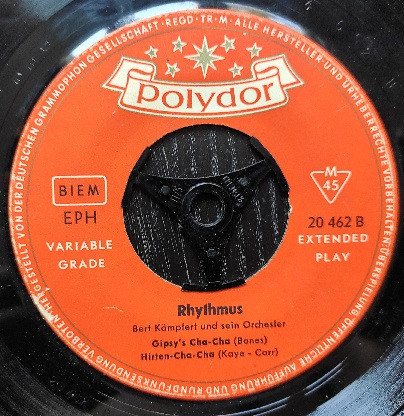 HERGESTELLT VON DER DEUTSCHEN GRAMMOPHON GESELLSCHAFT · REGD · TR · M · ALLE HERSTELLER- UND URHEBERRECHTE VORBEHALTEN · ÜBERSPIELUNG, ÖFFENTLICHE AUFFÜHRUNG UND RUNDFUNKSENDUNG VERBOTEN
Polydor
BIEM
EPH
VARIABLE
GRADE
M
45
20 462 B
EXTENDED
PLAY
Rhythmus
Bert Kämpfert und sein Orchester
Gipsy's Cha-Cha (Bones)
Hirten-Cha-Cha (Kaye - Carr)